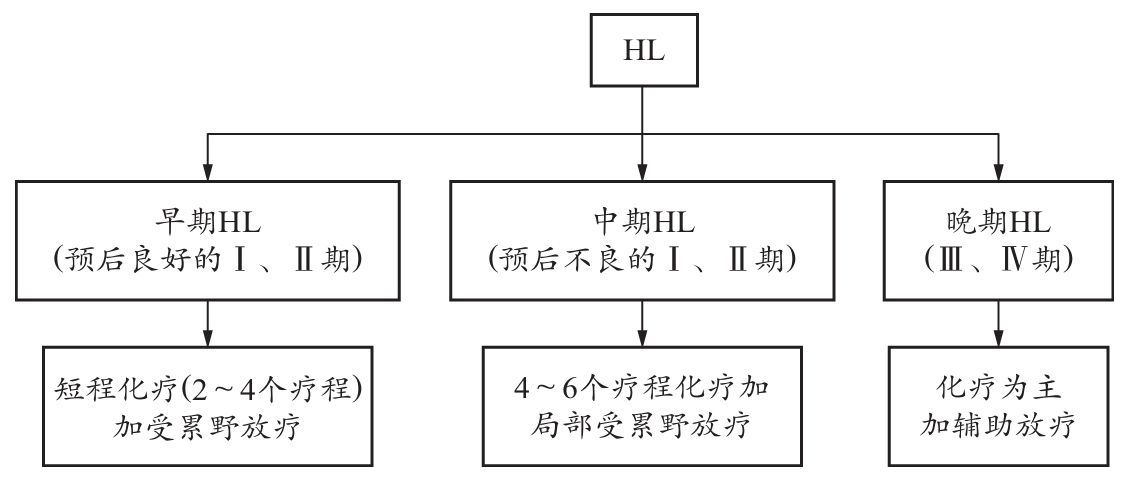 HL
早期HL
(预后良好的Ⅰ、Ⅱ期)
中期HL
(预后不良的Ⅰ、Ⅱ期)
晚期HL
(Ⅲ、Ⅳ期)
短程化疗(2~4个疗程)
加受累野放疗
4~6个疗程化疗加
局部受累野放疗
化疗为主
加辅助放疗